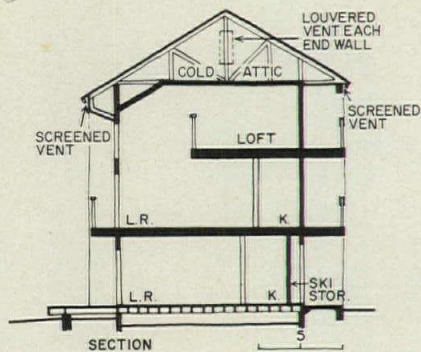 LOUVERED
VENT EACH
END WALL
COLD ATTIC
SCREENED
VENT
SCREENED
VENT
LOFT
L.R. K.
L.R. K.
SKI
STOR.
5
SECTION